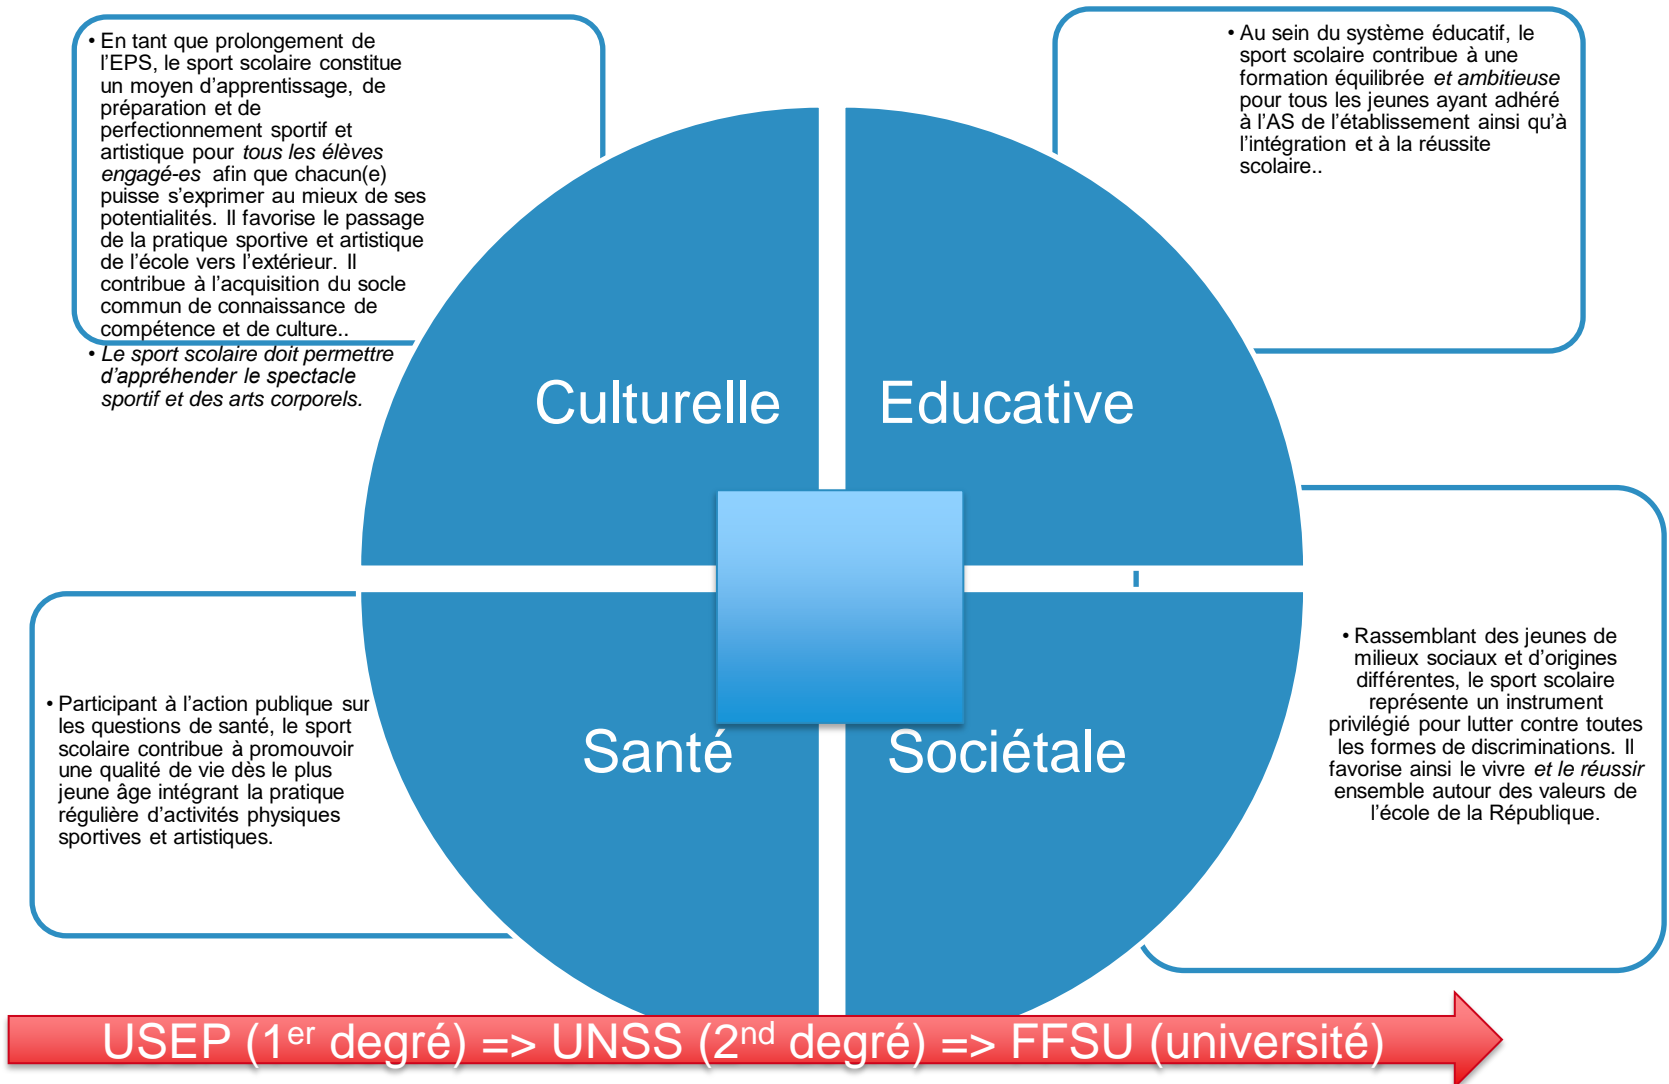 • En tant que prolongement de
l’EPS, le sport scolaire constitue
un moyen d’apprentissage, de
préparation et de
perfectionnement sportif et
artistique pour tous les élèves
engagé-es afin que chacun(e)
puisse s’exprimer au mieux de ses
potentialités. Il favorise le passage
de la pratique sportive et artistique
de l’école vers l’extérieur. Il
contribue à l’acquisition du socle
commun de connaissance de
compétence et de culture..
• Le sport scolaire doit permettre
d’appréhender le spectacle
sportif et des arts corporels.
• Au sein du système éducatif, le
sport scolaire contribue à une
formation équilibrée et ambitieuse
pour tous les jeunes ayant adhéré
à l’AS de l’établissement ainsi qu’à
l’intégration et à la réussite
scolaire..
Culturelle
Educative
• Participant à l’action publique sur
les questions de santé, le sport
scolaire contribue à promouvoir
une qualité de vie dès le plus
jeune âge intégrant la pratique
régulière d’activités physiques
sportives et artistiques.
Santé
Sociétale
• Rassemblant des jeunes de
milieux sociaux et d’origines
différentes, le sport scolaire
représente un instrument
privilégié pour lutter contre toutes
les formes de discriminations. Il
favorise ainsi le vivre et le réussir
ensemble autour des valeurs de
l’école de la République.
USEP (1er degré) => UNSS (2nd degré) => FFSU (université)